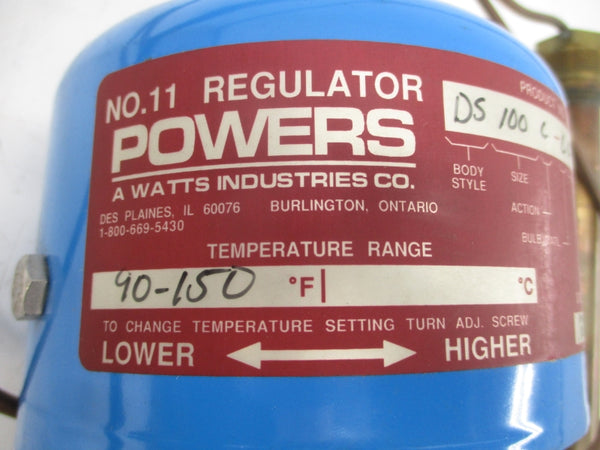 NO.11 REGULATOR
POWERS
A WATTS INDUSTRIES CO.
DES PLAINES, IL 60076 BURLINGTON, ONTARIO
1-800-669-5430
TEMPERATURE RANGE
90-150 °F °C
TO CHANGE TEMPERATURE SETTING TURN ADJ. SCREW
LOWER HIGHER
PRODUCT
DS 100 C -
BODY STYLE
SIZE
ACTION